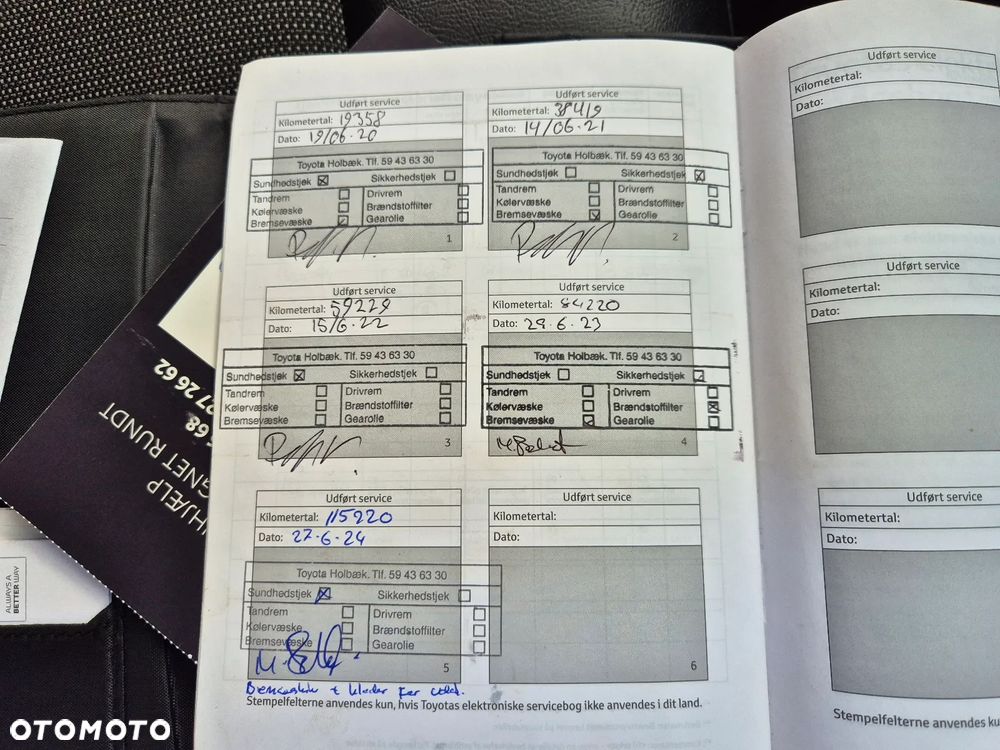 Udført service
Kilometertal: 19358
Dato: 19/06-20
Toyota Holbæk. Tlf. 59 43 63 30
Sundhedstjek ☒ Sikkerhedstjek ☐
Tandrem ☐ Drivrem ☐
Kølervæske ☐ Brændstoffilter ☐
Bremsevæske ☑ Gearolie ☐
1
Udført service
Kilometertal: 38419
Dato: 14/06-21
Toyota Holbæk. Tlf. 59 43 63 30
Sundhedstjek ☐ Sikkerhedstjek ☒
Tandrem ☐ Drivrem ☐
Kølervæske ☐ Brændstoffilter ☐
Bremsevæske ☑ Gearolie ☐
2
Udført service
Kilometertal: 59229
Dato: 15/6-22
Toyota Holbæk. Tlf. 59 43 63 30
Sundhedstjek ☒ Sikkerhedstjek ☐
Tandrem ☐ Drivrem ☐
Kølervæske ☐ Brændstoffilter ☐
Bremsevæske ☐ Gearolie ☐
3
Udført service
Kilometertal: 84220
Dato: 29.6.23
Toyota Holbæk. Tlf. 59 43 63 30
Sundhedstjek ☐ Sikkerhedstjek ☑
Tandrem ☐ Drivrem ☐
Kølervæske ☐ Brændstoffilter ☒
Bremsevæske ☑ Gearolie ☐
4
Udført service
Kilometertal: 115220
Dato: 27-6-24
Toyota Holbæk. Tlf. 59 43 63 30
Sundhedstjek ☒ Sikkerhedstjek ☐
Tandrem ☐ Drivrem ☐
Kølervæske ☐ Brændstoffilter ☐
Bremsevæske ☐ Gearolie ☐
5
Udført service
Kilometertal:
Dato:
6
Stempelfelterne anvendes kun, hvis Toyotas elektroniske servicebog ikke anvendes i dit land.
Udført service
Kilometertal:
Dato:
Udført service
Kilometertal:
Dato:
Udført service
Kilometertal:
Dato:
Stempelfelterne anvendes kun
HJÆLP
GNET RUNDT
68
972662
ALWAYS A
BETTER WAY
OTOMOTO